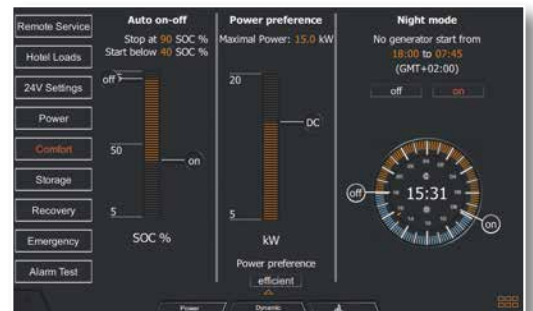 Remote Service
Hotel Loads
24V Settings
Power
Comfort
Storage
Recovery
Emergency
Alarm Test
Auto on-off
Stop at 90 SOC %
Start below 40 SOC %
off
50
on
5
SOC %
Power preference
Maximal Power: 15.0 kW
20
DC
5
kW
Power preference
efficient
Night mode
No generator start from
18:00 to 07:45
(GMT+02:00)
off
on
off
15:31
on
Power
Dynamic